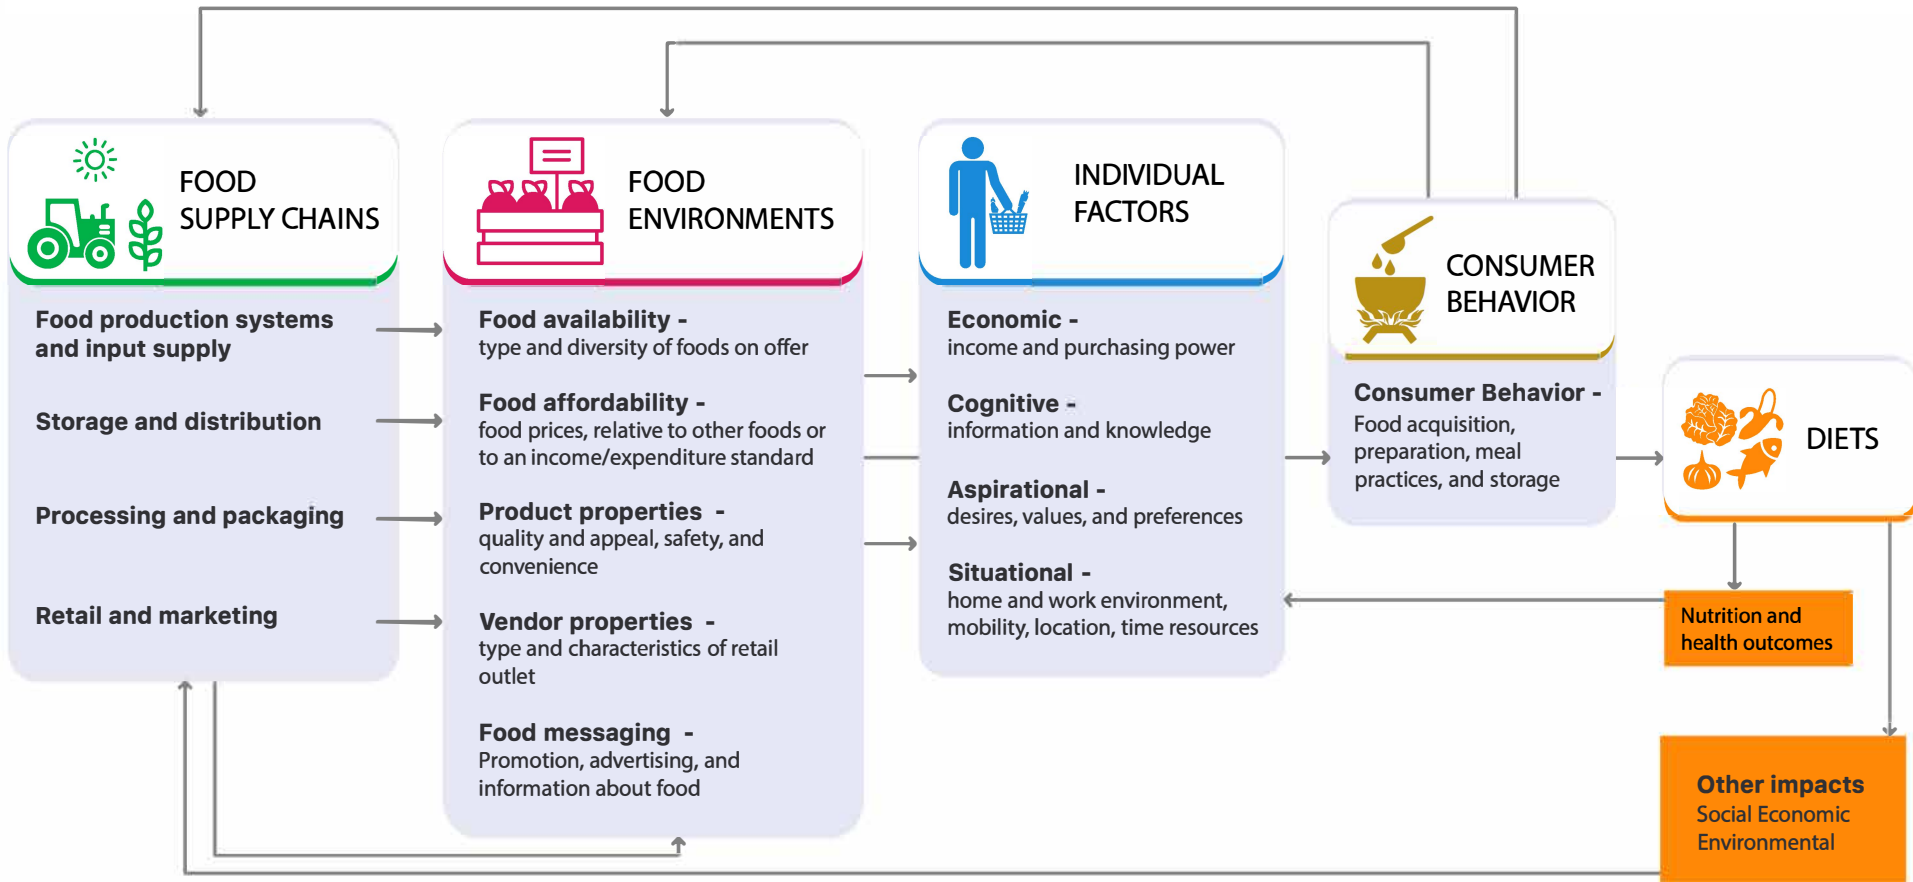 FOOD
SUPPLY CHAINS
Food production systems
and input supply
Storage and distribution
Processing and packaging
Retail and marketing
FOOD
ENVIRONMENTS
Food availability -
type and diversity of foods on offer
Food affordability -
food prices, relative to other foods or
to an income/expenditure standard
Product properties -
quality and appeal, safety, and
convenience
Vendor properties -
type and characteristics of retail
outlet
Food messaging -
Promotion, advertising, and
information about food
INDIVIDUAL
FACTORS
Economic -
income and purchasing power
Cognitive -
information and knowledge
Aspirational -
desires, values, and preferences
Situational -
home and work environment,
mobility, location, time resources
CONSUMER
BEHAVIOR
Consumer Behavior -
Food acquisition,
preparation, meal
practices, and storage
DIETS
Nutrition and
health outcomes
Other impacts
Social Economic
Environmental